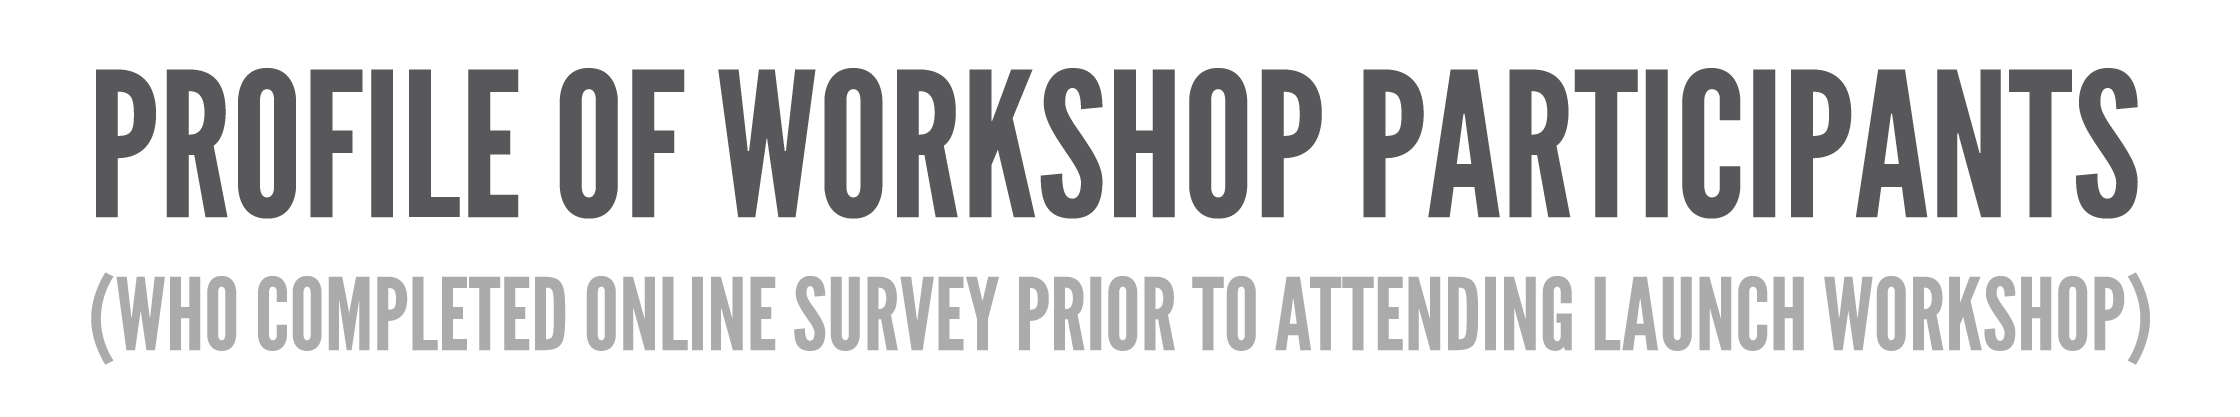 PROFILE OF WORKSHOP PARTICIPANTS
(WHO COMPLETED ONLINE SURVEY PRIOR TO ATTENDING LAUNCH WORKSHOP)